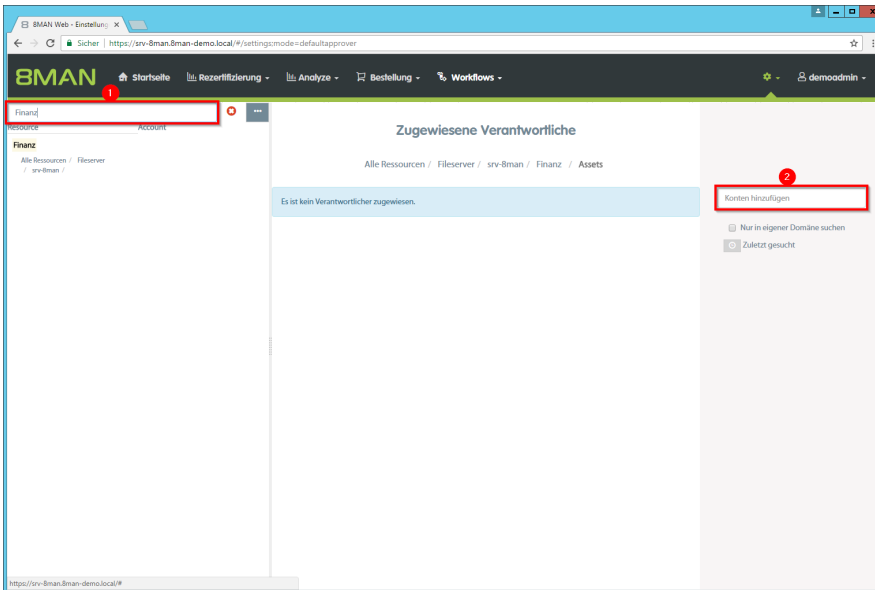 8MAN Web - Einstellung
Sicher | https://srv-8man.8man-demo.local/#/settings:mode=defaultapprover
8MAN Startseite Rezertifizierung Analyze Bestellung Workflows demoadmin
1
Finanz
Resource Account
Finanz
Alle Ressourcen / Fileserver
/ srv-8man /
Zugewiesene Verantwortliche
Alle Ressourcen / Fileserver / srv-8man / Finanz / Assets
Es ist kein Verantwortlicher zugewiesen.
2
Konten hinzufügen
Nur in eigener Domäne suchen
Zuletzt gesucht
https://srv-8man.8man-demo.local/#